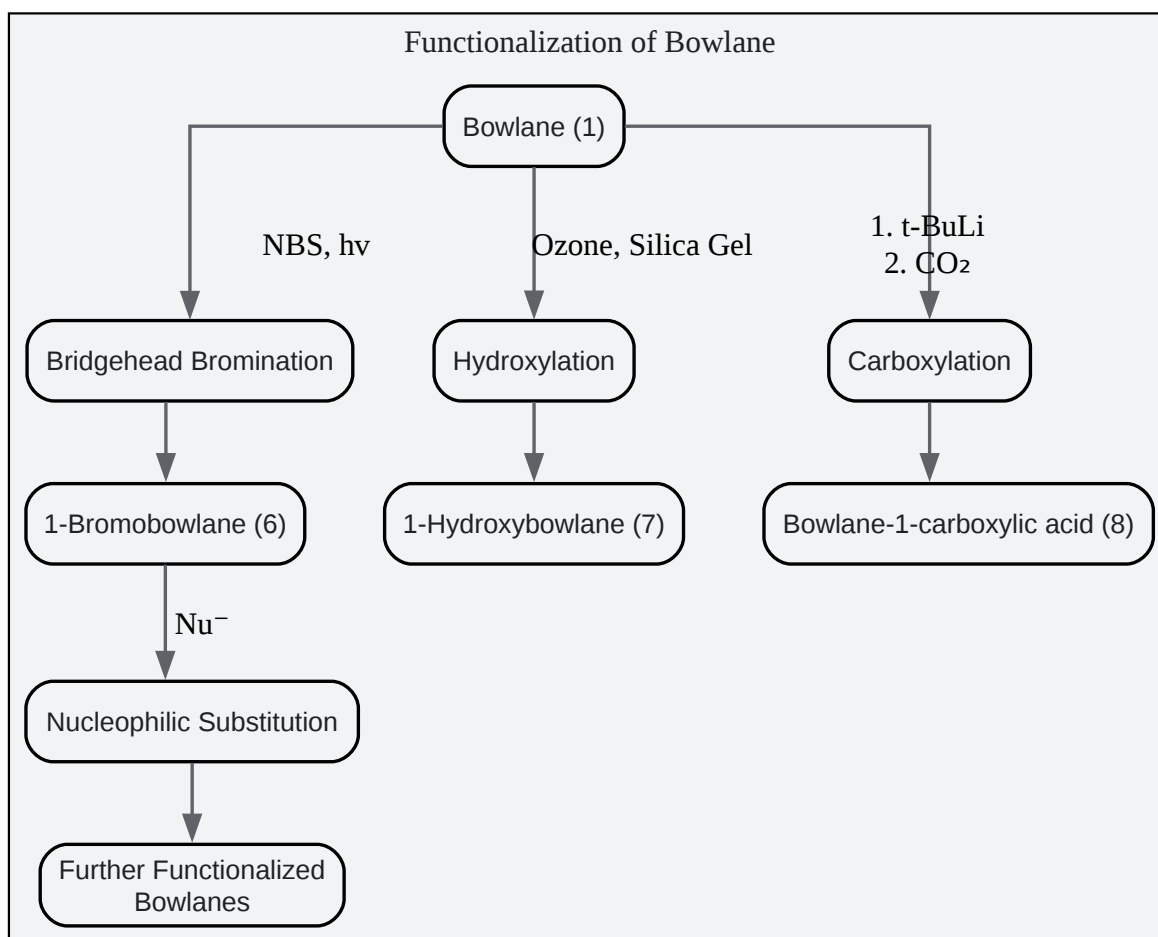 Functionalization of Bowlane
Bowlane (1)
NBS, hv
Ozone, Silica Gel
1. t-BuLi
2. CO₂
Bridgehead Bromination
Hydroxylation
Carboxylation
1-Bromobowlane (6)
1-Hydroxybowlane (7)
Bowlane-1-carboxylic acid (8)
Nu⁻
Nucleophilic Substitution
Further Functionalized
Bowlanes